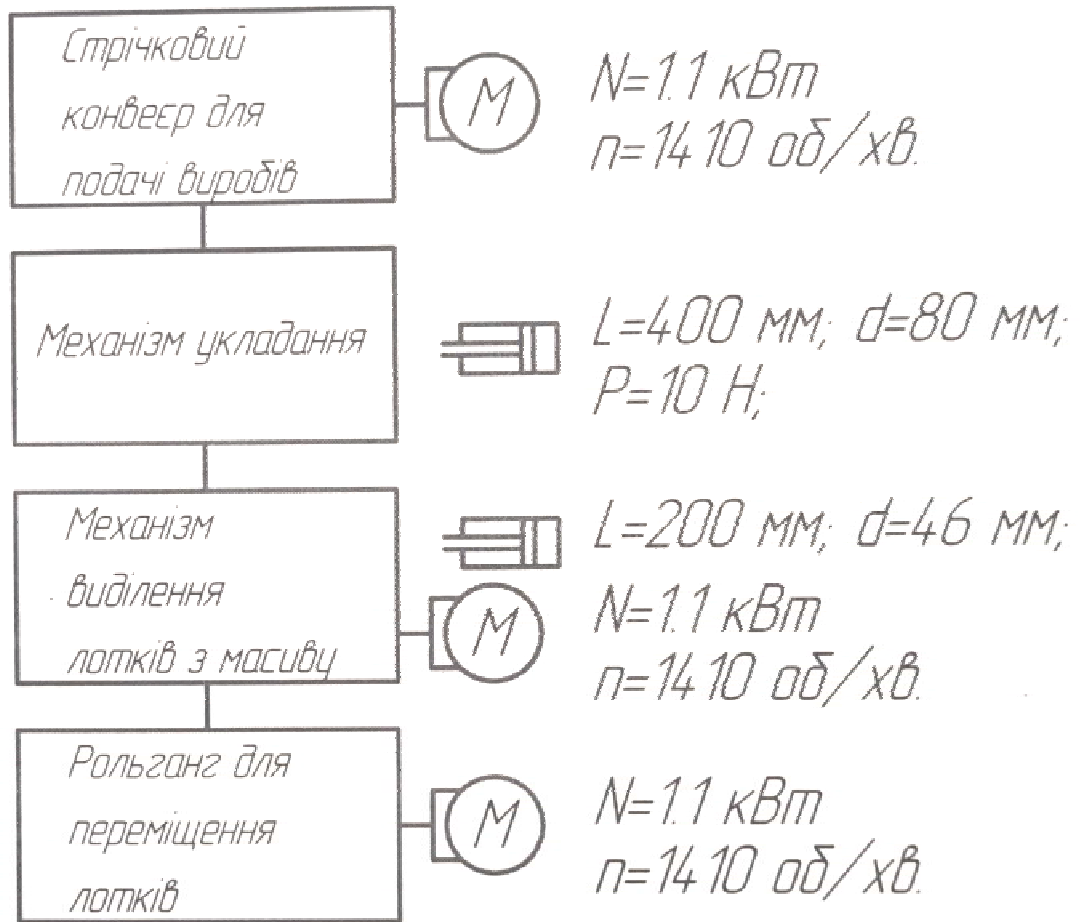 Стрічковий
конвеєр для
подачі виробів
М
N=1.1 кВт
n=1410 об/хв.
Механізм укладання
L=400 мм; d=80 мм;
P=10 Н;
Механізм
виділення
лотків з масиву
L=200 мм; d=46 мм;
М
N=1.1 кВт
n=1410 об/хв.
Рольганг для
переміщення
лотків
М
N=1.1 кВт
n=1410 об/хв.